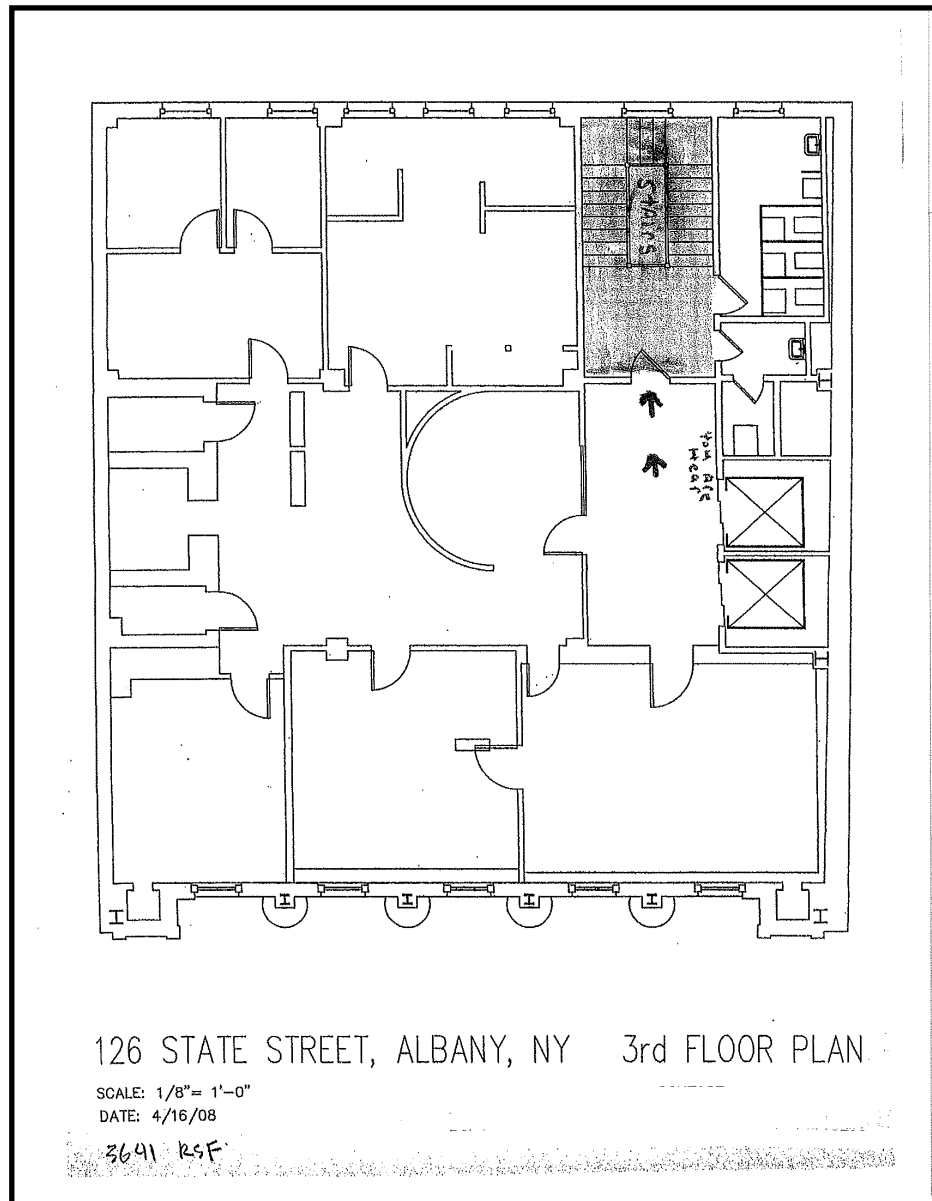 STAIRS
You Are
Hear
126 STATE STREET, ALBANY, NY 3rd FLOOR PLAN
SCALE: 1/8"= 1'-0"
DATE: 4/16/08
3641 RSF